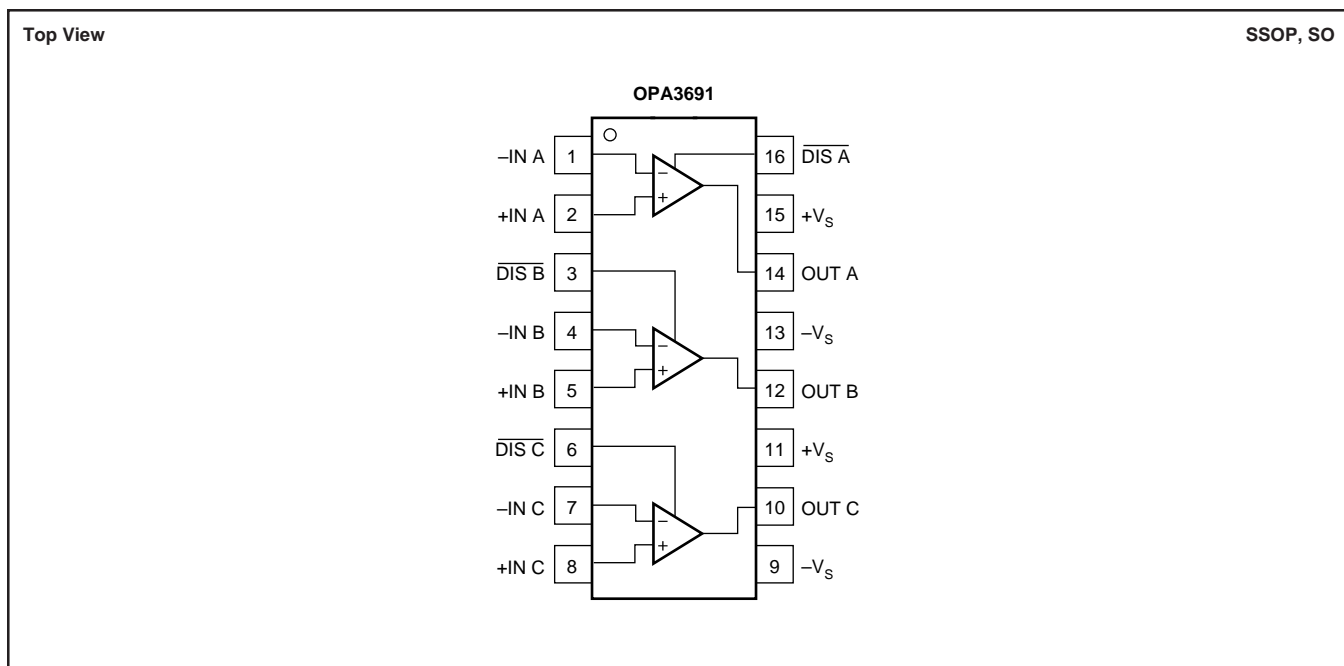 Top View
SSOP, SO
OPA3691
–IN A 1 16 DIS A
− +
+IN A 2 15 +VS
DIS B 3 14 OUT A
–IN B 4 13 –VS
− +
+IN B 5 12 OUT B
DIS C 6 11 +VS
–IN C 7 10 OUT C
− +
+IN C 8 9 –VS